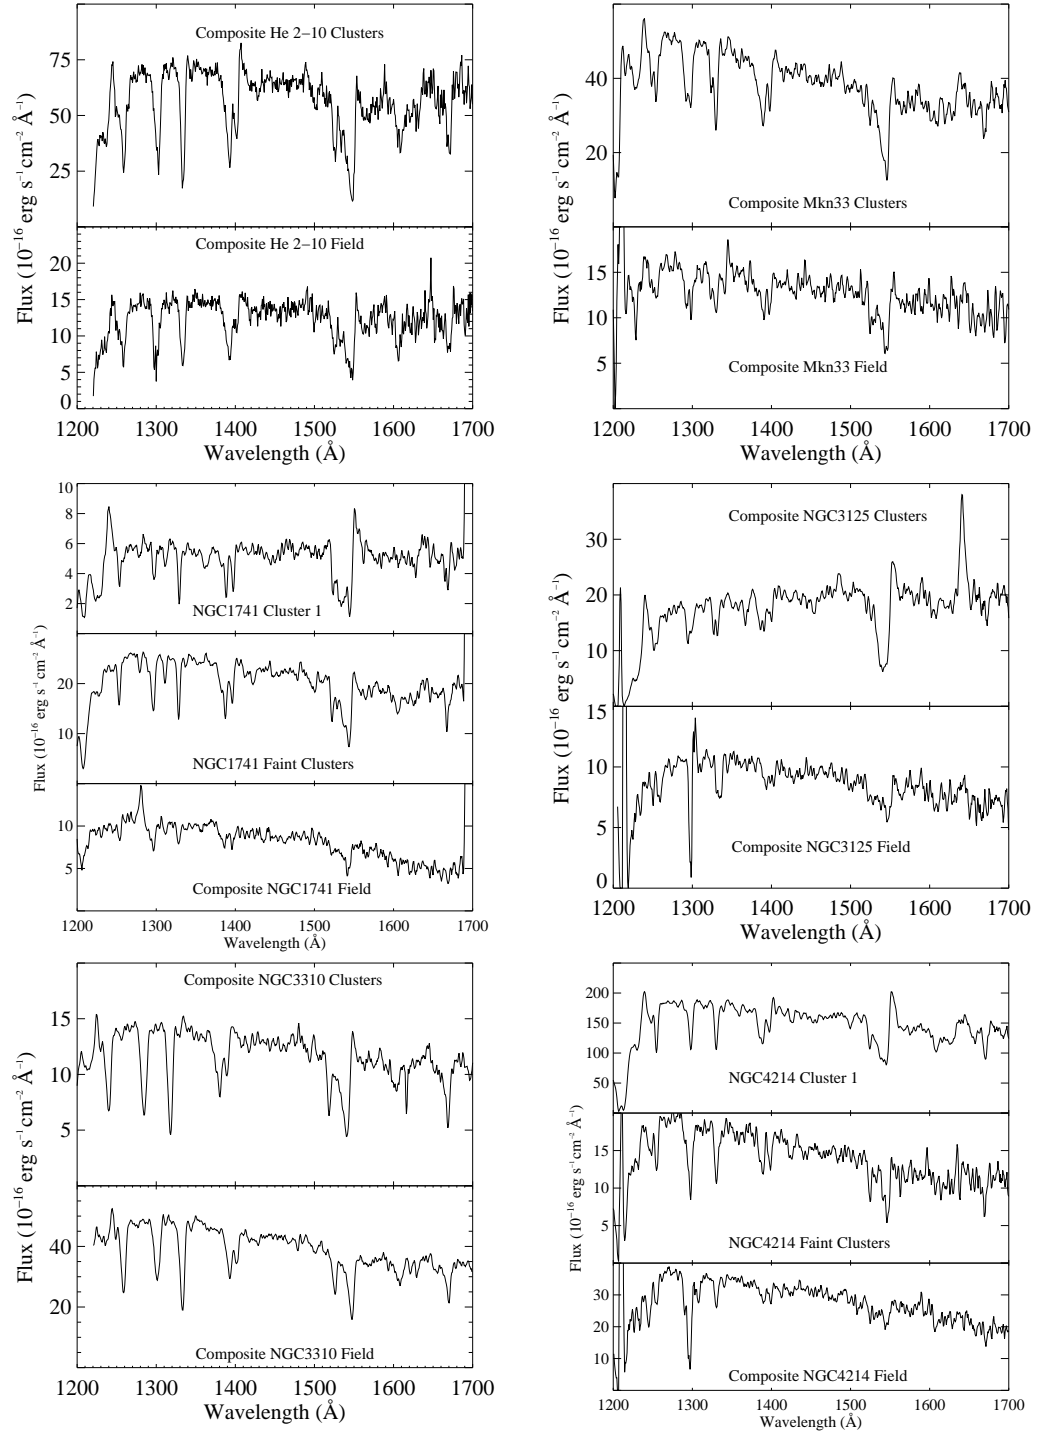 Composite He 2–10 Clusters
75
50
25
Flux (10−16 erg s−1 cm−2 Å−1)
Composite He 2–10 Field
20
15
10
5
0
1200 1300 1400 1500 1600 1700
Wavelength (Å)
40
20
Composite Mkn33 Clusters
Flux (10−16 erg s−1 cm−2 Å−1)
15
10
5
Composite Mkn33 Field
1200 1300 1400 1500 1600 1700
Wavelength (Å)
10
8
6
4
2
NGC1741 Cluster 1
Flux (10−16 erg s−1 cm−2 Å−1)
20
10
NGC1741 Faint Clusters
10
5
Composite NGC1741 Field
1200 1300 1400 1500 1600 1700
Wavelength (Å)
Composite NGC3125 Clusters
30
20
10
Flux (10−16 erg s−1 cm−2 Å−1)
15
10
5
0
Composite NGC3125 Field
1200 1300 1400 1500 1600 1700
Wavelength (Å)
Composite NGC3310 Clusters
15
10
5
Flux (10−16 erg s−1 cm−2 Å−1)
40
20
Composite NGC3310 Field
1200 1300 1400 1500 1600 1700
Wavelength (Å)
200
150
100
50
NGC4214 Cluster 1
Flux (10−16 erg s−1 cm−2 Å−1)
15
10
5
NGC4214 Faint Clusters
30
20
10
Composite NGC4214 Field
1200 1300 1400 1500 1600 1700
Wavelength (Å)